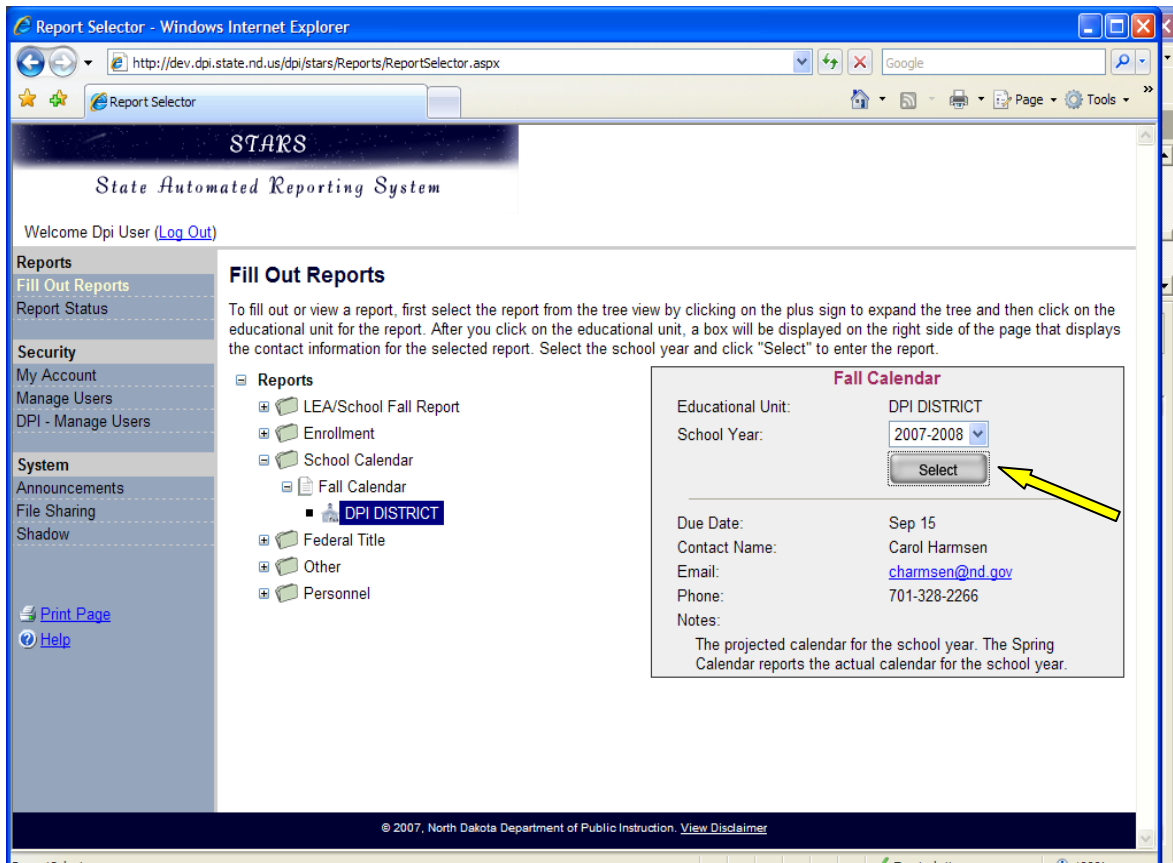 Report Selector - Windows Internet Explorer
http://dev.dpi.state.nd.us/dpi/stars/Reports/ReportSelector.aspx
Google
Report Selector
Page
Tools
»
STARS
State Automated Reporting System
Welcome Dpi User (Log Out)
Reports
Fill Out Reports
Report Status
Security
My Account
Manage Users
DPI - Manage Users
System
Announcements
File Sharing
Shadow
Print Page
Help
Fill Out Reports
To fill out or view a report, first select the report from the tree view by clicking on the plus sign to expand the tree and then click on the
educational unit for the report. After you click on the educational unit, a box will be displayed on the right side of the page that displays
the contact information for the selected report. Select the school year and click "Select" to enter the report.
Reports
LEA/School Fall Report
Enrollment
School Calendar
Fall Calendar
DPI DISTRICT
Federal Title
Other
Personnel
Fall Calendar
Educational Unit: DPI DISTRICT
School Year: 2007-2008
Select
Due Date: Sep 15
Contact Name: Carol Harmsen
Email: charmsen@nd.gov
Phone: 701-328-2266
Notes:
The projected calendar for the school year. The Spring
Calendar reports the actual calendar for the school year.
© 2007, North Dakota Department of Public Instruction. View Disclaimer